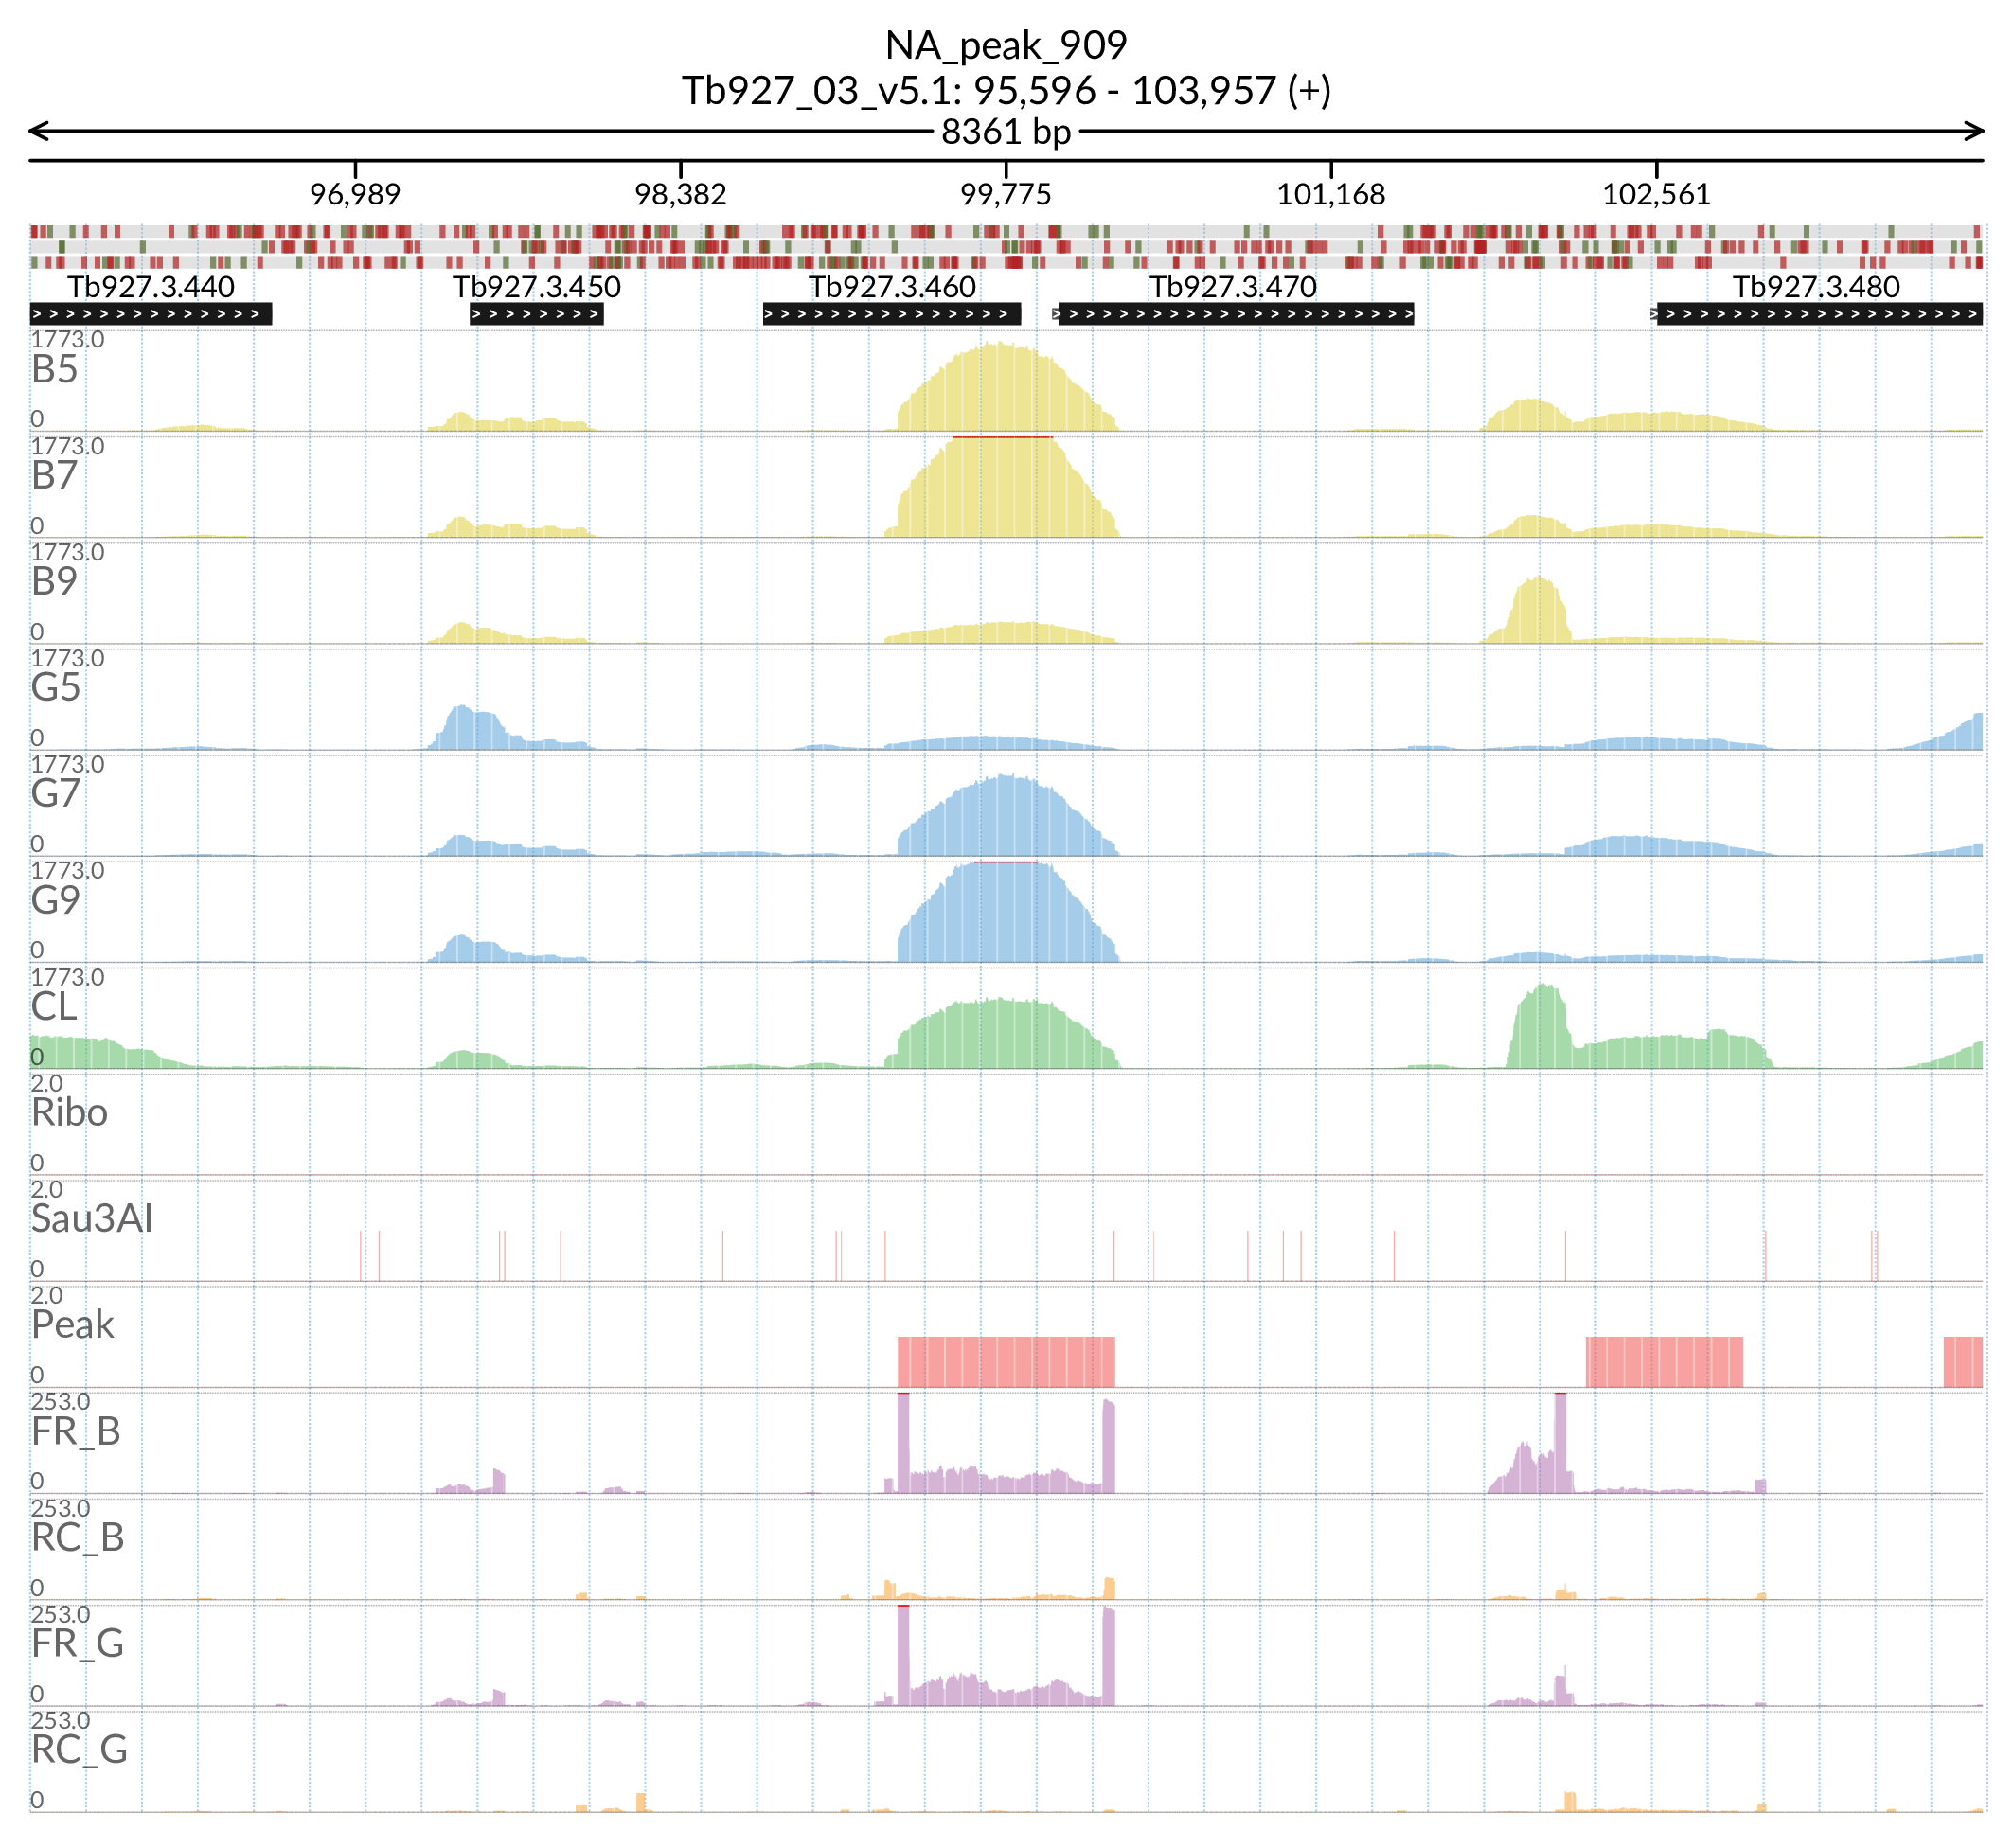 NA_peak_909
Tb927_03_v5.1: 95,596 - 103,957 (+)
8361 bp
96,989 98,382 99,775 101,168 102,561
Tb927.3.440 Tb927.3.450 Tb927.3.460 Tb927.3.470 Tb927.3.480
1773.0
B5
0
1773.0
B7
0
1773.0
B9
0
1773.0
G5
0
1773.0
G7
0
1773.0
G9
0
1773.0
CL
0
2.0
Ribo
0
2.0
Sau3AI
0
2.0
Peak
0
253.0
FR_B
0
253.0
RC_B
0
253.0
FR_G
0
253.0
RC_G
0